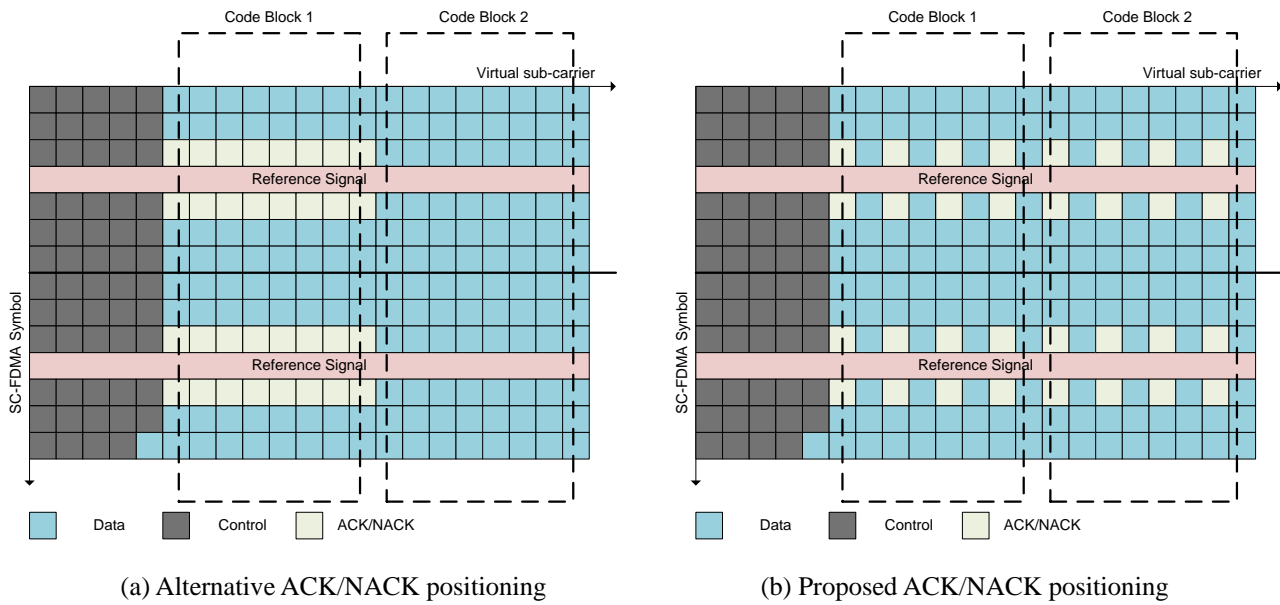 Code Block 1
Code Block 2
Virtual sub-carrier
Reference Signal
Reference Signal
SC-FDMA Symbol
Data
Control
ACK/NACK
(a) Alternative ACK/NACK positioning
Code Block 1
Code Block 2
Virtual sub-carrier
Reference Signal
Reference Signal
SC-FDMA Symbol
Data
Control
ACK/NACK
(b) Proposed ACK/NACK positioning